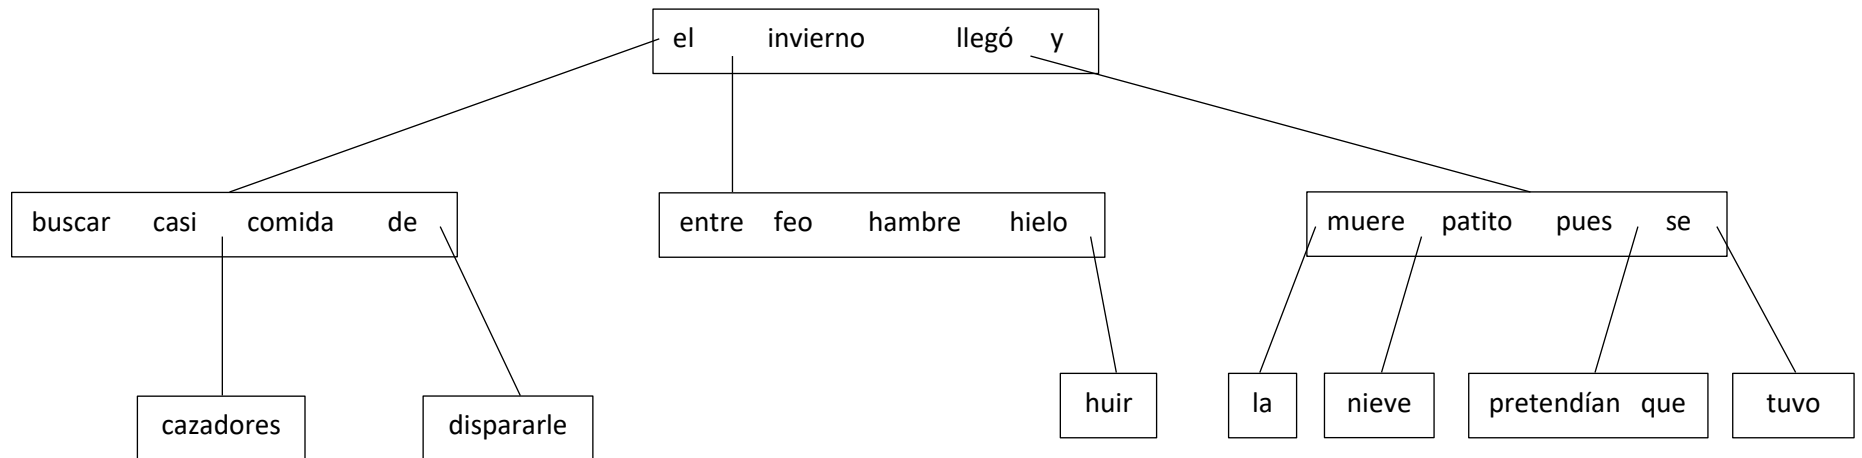 el invierno llegó y
buscar casi comida de
entre feo hambre hielo
muere patito pues se
cazadores
dispararle
huir
la
nieve
pretendían que
tuvo